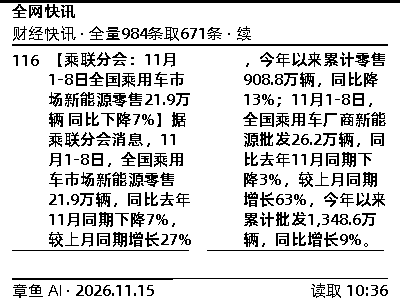 全网快讯
财经快讯 · 全量984条取671条 · 续
116 【乘联分会：11月
1-8日全国乘用车市
场新能源零售21.9万
辆 同比下降7%】据
乘联分会消息，11
月1-8日，全国乘用
车市场新能源零售
21.9万辆，同比去年
11月同期下降7%，
较上月同期增长27%
，今年以来累计零售
908.8万辆，同比降
13%；11月1-8日，
全国乘用车厂商新能
源批发26.2万辆，同
比去年11月同期下
降3%，较上月同期
增长63%，今年以来
累计批发1,348.6万
辆，同比增长9%。
章鱼 AI · 2026.11.15
读取 10:36